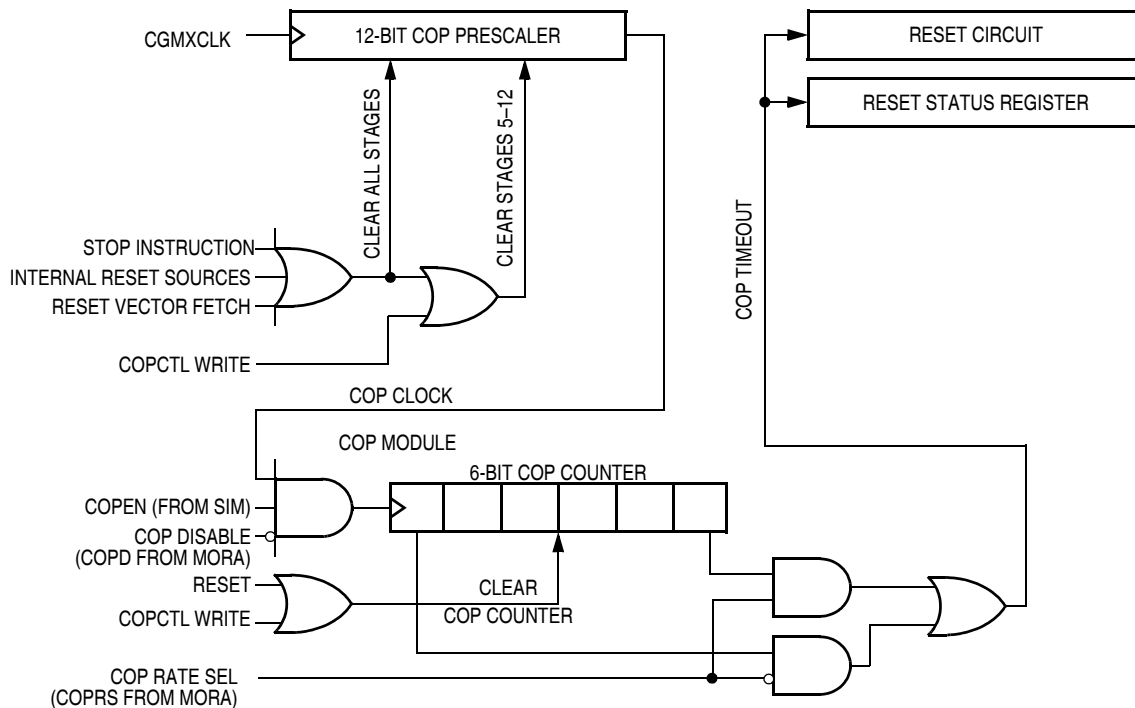 CGMXCLK
12-BIT COP PRESCALER
RESET CIRCUIT
RESET STATUS REGISTER
CLEAR ALL STAGES
CLEAR STAGES 5–12
COP TIMEOUT
STOP INSTRUCTION
INTERNAL RESET SOURCES
RESET VECTOR FETCH
COPCTL WRITE
COP CLOCK
COP MODULE
6-BIT COP COUNTER
COPEN (FROM SIM)
COP DISABLE
(COPD FROM MORA)
RESET
COPCTL WRITE
CLEAR
COP COUNTER
COP RATE SEL
(COPRS FROM MORA)